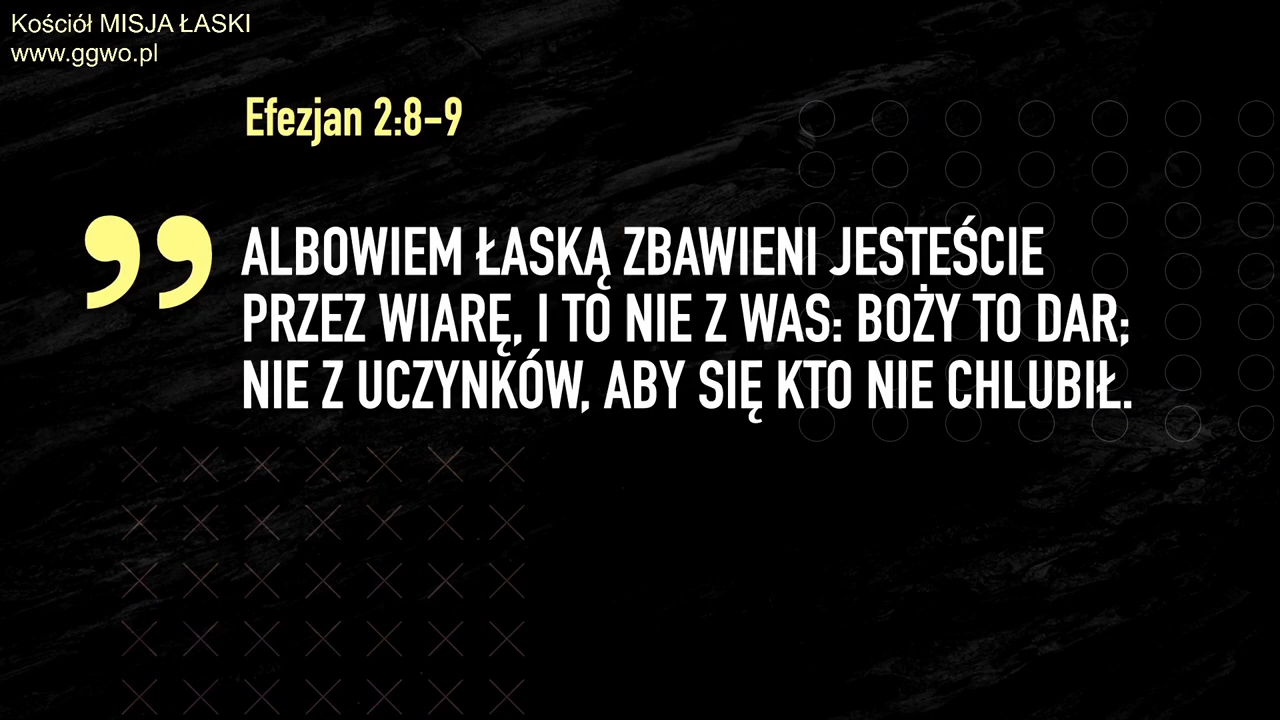 Kościół MISJA ŁASKI
www.ggwo.pl
Efezjan 2:8-9
” ALBOWIEM ŁASKĄ ZBAWIENI JESTEŚCIE
PRZEZ WIARĘ, I TO NIE Z WAS: BOŻY TO DAR;
NIE Z UCZYNKÓW, ABY SIĘ KTO NIE CHLUBIŁ.